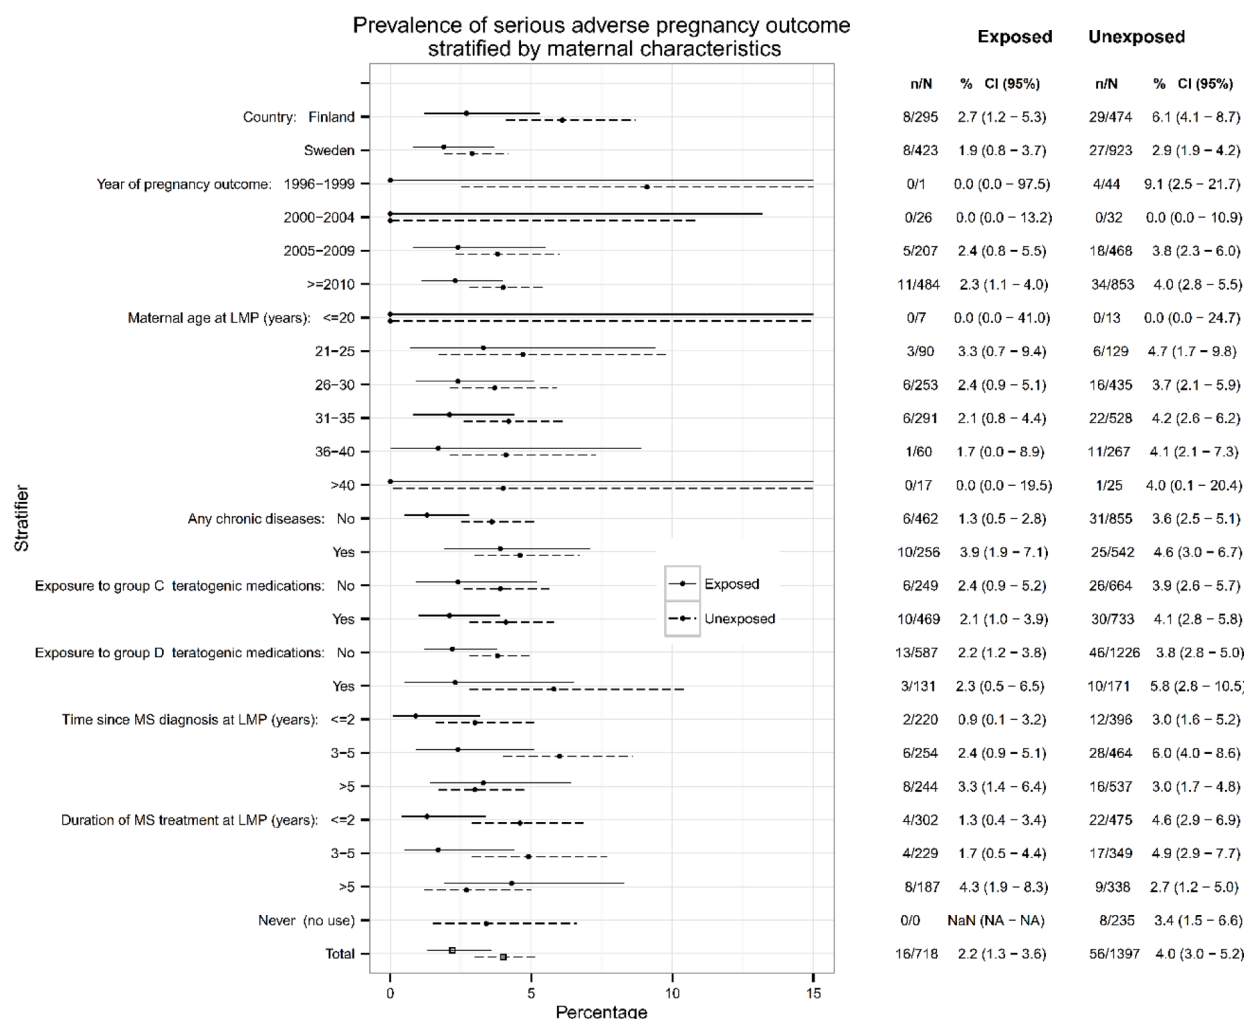 Prevalence of serious adverse pregnancy outcome
stratified by maternal characteristics
Exposed Unexposed
n/N % CI (95%) n/N % CI (95%)
Country: Finland 8/295 2.7 (1.2 − 5.3) 29/474 6.1 (4.1 − 8.7)
Sweden 8/423 1.9 (0.8 − 3.7) 27/923 2.9 (1.9 − 4.2)
Year of pregnancy outcome: 1996−1999 0/1 0.0 (0.0 − 97.5) 4/44 9.1 (2.5 − 21.7)
2000−2004 0/26 0.0 (0.0 − 13.2) 0/32 0.0 (0.0 − 10.9)
2005−2009 5/207 2.4 (0.8 − 5.5) 18/468 3.8 (2.3 − 6.0)
>=2010 11/484 2.3 (1.1 − 4.0) 34/853 4.0 (2.8 − 5.5)
Maternal age at LMP (years): <=20 0/7 0.0 (0.0 − 41.0) 0/13 0.0 (0.0 − 24.7)
21−25 3/90 3.3 (0.7 − 9.4) 6/129 4.7 (1.7 − 9.8)
26−30 6/253 2.4 (0.9 − 5.1) 16/435 3.7 (2.1 − 5.9)
31−35 6/291 2.1 (0.8 − 4.4) 22/528 4.2 (2.6 − 6.2)
36−40 1/60 1.7 (0.0 − 8.9) 11/267 4.1 (2.1 − 7.3)
>40 0/17 0.0 (0.0 − 19.5) 1/25 4.0 (0.1 − 20.4)
Any chronic diseases: No 6/462 1.3 (0.5 − 2.8) 31/855 3.6 (2.5 − 5.1)
Yes 10/256 3.9 (1.9 − 7.1) 25/542 4.6 (3.0 − 6.7)
Exposure to group C teratogenic medications: No 6/249 2.4 (0.9 − 5.2) 26/664 3.9 (2.6 − 5.7)
Yes 10/469 2.1 (1.0 − 3.9) 30/733 4.1 (2.8 − 5.8)
Exposure to group D teratogenic medications: No 13/587 2.2 (1.2 − 3.8) 46/1226 3.8 (2.8 − 5.0)
Yes 3/131 2.3 (0.5 − 6.5) 10/171 5.8 (2.8 − 10.5)
Time since MS diagnosis at LMP (years): <=2 2/220 0.9 (0.1 − 3.2) 12/396 3.0 (1.6 − 5.2)
3−5 6/254 2.4 (0.9 − 5.1) 28/464 6.0 (4.0 − 8.6)
>5 8/244 3.3 (1.4 − 6.4) 16/537 3.0 (1.7 − 4.8)
Duration of MS treatment at LMP (years): <=2 4/302 1.3 (0.4 − 3.4) 22/475 4.6 (2.9 − 6.9)
3−5 4/229 1.7 (0.5 − 4.4) 17/349 4.9 (2.9 − 7.7)
>5 8/187 4.3 (1.9 − 8.3) 9/338 2.7 (1.2 − 5.0)
Never (no use) 0/0 NaN (NA − NA) 8/235 3.4 (1.5 − 6.6)
Total 16/718 2.2 (1.3 − 3.6) 56/1397 4.0 (3.0 − 5.2)
Stratifier
Exposed
Unexposed
0 5 10 15
Percentage